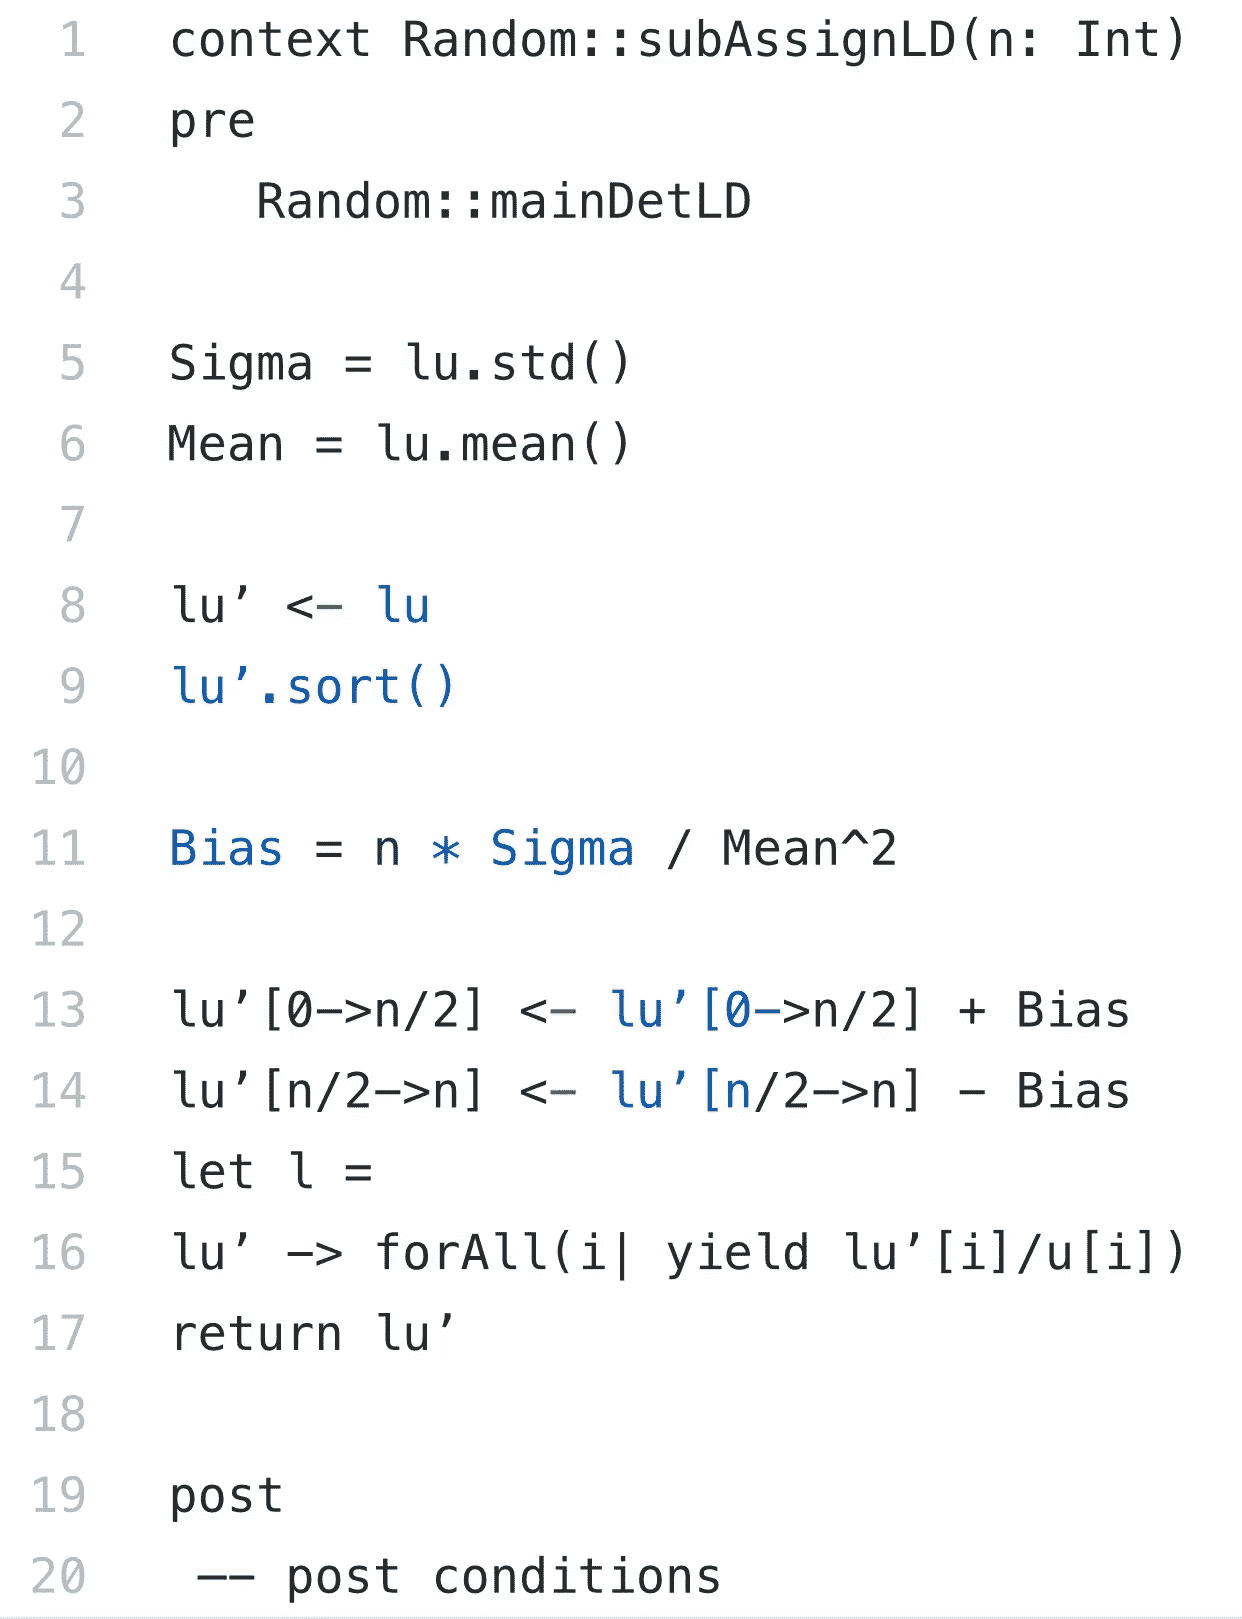 1 context Random::subAssignLD(n: Int)
2 pre
3 Random::mainDetLD
4
5 Sigma = lu.std()
6 Mean = lu.mean()
7
8 lu’ <- lu
9 lu’.sort()
10
11 Bias = n * Sigma / Mean^2
12
13 lu’[0->n/2] <- lu’[0->n/2] + Bias
14 lu’[n/2->n] <- lu’[n/2->n] - Bias
15 let l =
16 lu’ -> forAll(i| yield lu’[i]/u[i])
17 return lu’
18
19 post
20 -- post conditions